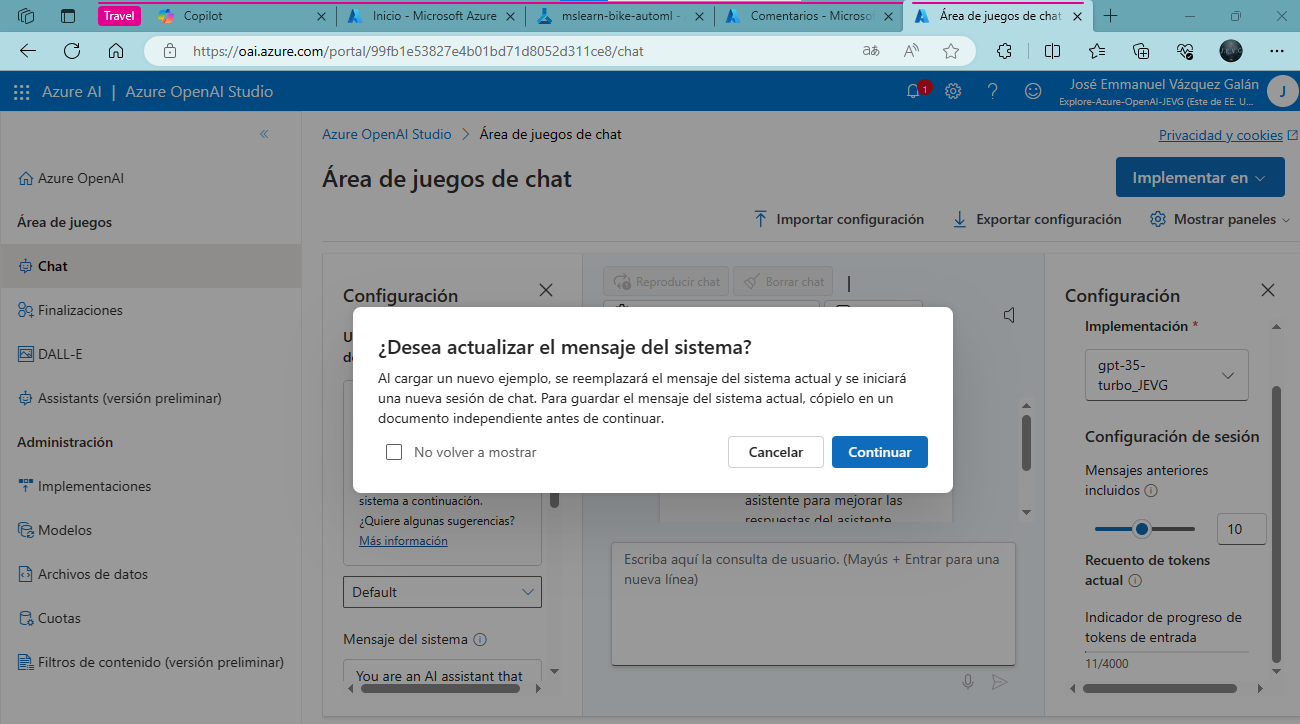 Travel
Copilot
Inicio - Microsoft Azure
mslearn-bike-automl -
Comentarios - Microsof
Área de juegos de chat
https://oai.azure.com/portal/99fb1e53827e4b01bd71d8052d311ce8/chat
Azure AI | Azure OpenAI Studio
1
José Emmanuel Vázquez Galán
Explore-Azure-OpenAI-JEVG (Este de EE. U...
J
Azure OpenAI Studio > Área de juegos de chat
Privacidad y cookies
Área de juegos de chat
Implementar en
Importar configuración
Exportar configuración
Mostrar paneles
Azure OpenAI
Área de juegos
Chat
Finalizaciones
DALL-E
Assistants (versión preliminar)
Administración
Implementaciones
Modelos
Archivos de datos
Cuotas
Filtros de contenido (versión preliminar)
Configuración
Reproducir chat
Borrar chat
¿Desea actualizar el mensaje del sistema?
Al cargar un nuevo ejemplo, se reemplazará el mensaje del sistema actual y se iniciará
una nueva sesión de chat. Para guardar el mensaje del sistema actual, cópielo en un
documento independiente antes de continuar.
No volver a mostrar
Cancelar
Continuar
sistema a continuación.
¿Quiere algunas sugerencias?
Más información
Default
Mensaje del sistema
You are an AI assistant that
asistente para mejorar las
respuestas del asistente
Escriba aquí la consulta de usuario. (Mayús + Entrar para una
nueva línea)
Configuración
Implementación *
gpt-35-
turbo_JEVG
Configuración de sesión
Mensajes anteriores
incluidos
10
Recuento de tokens
actual
Indicador de progreso de
tokens de entrada
11/4000